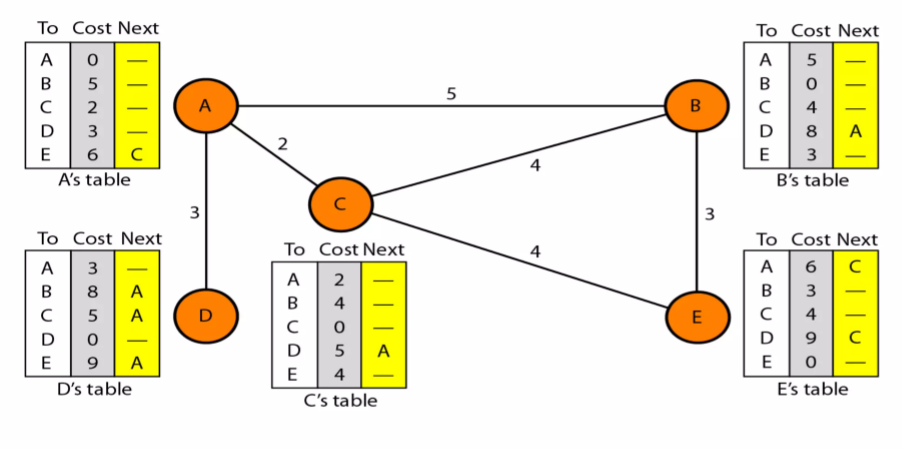 To Cost Next
A 0 —
B 5 —
C 2 —
D 3 —
E 6 C
A's table
To Cost Next
A 5 —
B 0 —
C 4 —
D 8 A
E 3 —
B's table
A
5
B
2
4
C
3
3
4
D
E
To Cost Next
A 3 —
B 8 A
C 5 A
D 0 —
E 9 A
D's table
To Cost Next
A 2 —
B 4 —
C 0 —
D 5 A
E 4 —
C's table
To Cost Next
A 6 C
B 3 —
C 4 —
D 9 C
E 0 —
E's table